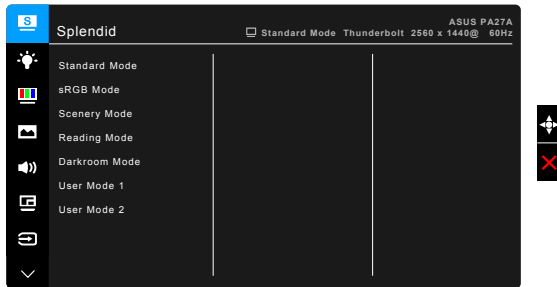 S
Splendid
ASUS PA27A
Standard Mode Thunderbolt 2560 x 1440@ 60Hz
Standard Mode
sRGB Mode
Scenery Mode
Reading Mode
Darkroom Mode
User Mode 1
User Mode 2